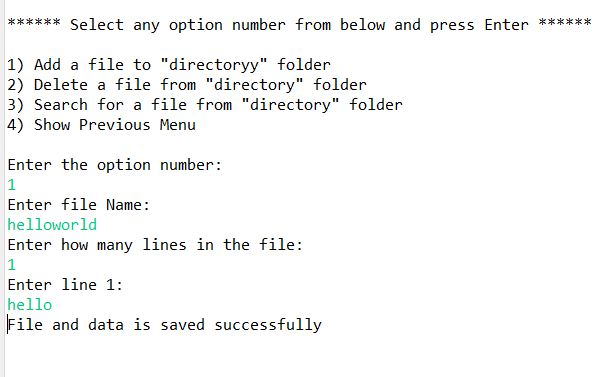 ****** Select any option number from below and press Enter ******
1) Add a file to "directoryy" folder
2) Delete a file from "directory" folder
3) Search for a file from "directory" folder
4) Show Previous Menu
Enter the option number:
1
Enter file Name:
helloworld
Enter how many lines in the file:
1
Enter line 1:
hello
File and data is saved successfully